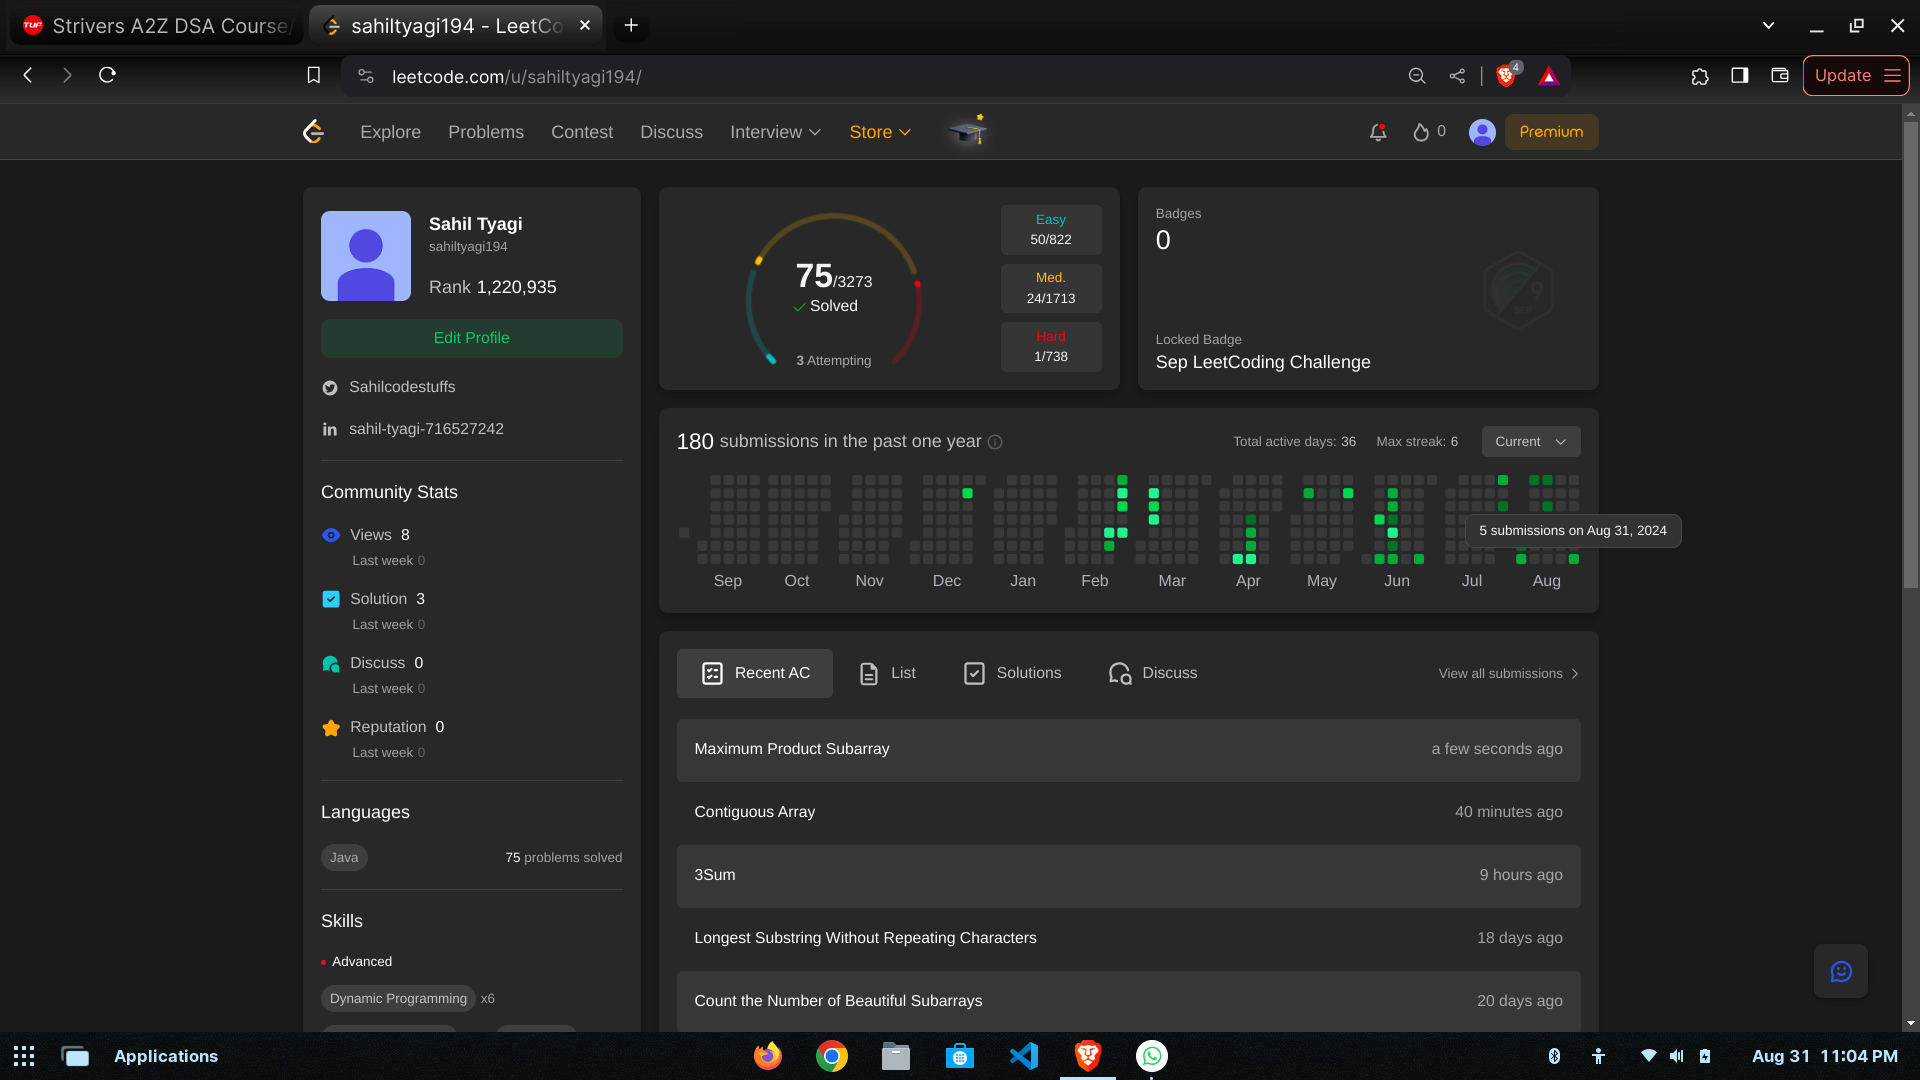 Strivers A2Z DSA Course/
sahiltyagi194 - LeetCo
leetcode.com/u/sahiltyagi194/
4
Update
Explore
Problems
Contest
Discuss
Interview
Store
0
Premium
Sahil Tyagi
sahiltyagi194
Rank 1,220,935
Edit Profile
Sahilcodestuffs
sahil-tyagi-716527242
Community Stats
Views 8
Last week 0
Solution 3
Last week 0
Discuss 0
Last week 0
Reputation 0
Last week 0
Languages
Java
75 problems solved
Skills
Advanced
Dynamic Programming x6
75/3273
Solved
3 Attempting
Easy
50/822
Med.
24/1713
Hard
1/738
Badges
0
Locked Badge
Sep LeetCoding Challenge
180 submissions in the past one year
Total active days: 36
Max streak: 6
Current
5 submissions on Aug 31, 2024
Sep Oct Nov Dec Jan Feb Mar Apr May Jun Jul Aug
Recent AC
List
Solutions
Discuss
View all submissions
Maximum Product Subarray
a few seconds ago
Contiguous Array
40 minutes ago
3Sum
9 hours ago
Longest Substring Without Repeating Characters
18 days ago
Count the Number of Beautiful Subarrays
20 days ago
Applications
Aug 31 11:04 PM